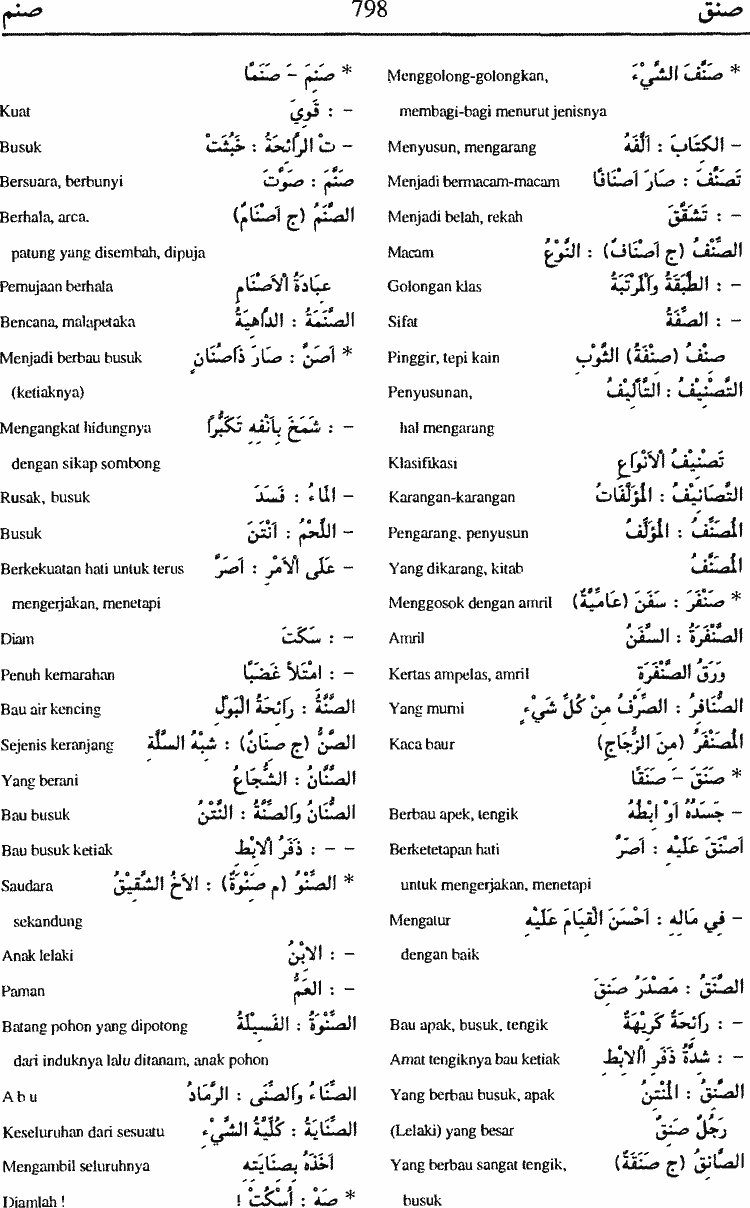 صنق 798 صنم
* صَنَّفَ الشَّيْءَ Menggolong-golongkan,
membagi-bagi menurut jenisnya
– الكِتَابَ : اَلَّفَهُ Menyusun, mengarang
تَصَنَّفَ : صَارَ اَصْنَافًا Menjadi bermacam-macam
– : تَشَقَّقَ Menjadi belah, rekah
الصِّنْفُ (ج اَصْنَافٌ) : النَّوْعُ Macam
– : الطَّبَقَةُ وَالْمَرْتَبَةُ Golongan klas
– : الصِّفَةُ Sifat
صِنْفُ (صِنْفَةُ) الثَّوْبِ Pinggir, tepi kain
التَّصْنِيْفُ : التَّأْلِيْفُ Penyusunan,
hal mengarang
تَصْنِيْفُ الْاَنْوَاعِ Klasifikasi
التَّصَانِيْفُ : الْمُؤَلَّفَاتُ Karangan-karangan
الْمُصَنِّفُ : الْمُؤَلِّفُ Pengarang, penyusun
الْمُصَنَّفُ Yang dikarang, kitab
* صَنْفَرَ : سَفَنَ (عَامِّيَّةٌ) Menggosok dengan amril
الصَّنْفَرَةُ : السَّفَنُ Amril
وَرَقُ الصَّنْفَرَةِ Kertas ampelas, amril
الصُّنَافِرُ : الصِّرْفُ مِنْ كُلِّ شَيْءٍ Yang murni
الْمُصَنْفَرُ (مِنَ الزُّجَاجِ) Kaca baur
* صَنِقَ – صَنَقًا
– جَسَدُهُ اَوْ اِبْطُهُ Berbau apek, tengik
اَصْنَقَ عَلَيْهِ : اَصَرَّ Berketetapan hati
untuk mengerjakan, menetapi
– فِي مَالِهِ : اَحْسَنَ الْقِيَامَ عَلَيْهِ Mengatur
dengan baik
الصَّنَقُ : مَصْدَرُ صَنِقَ
– : رَائِحَةٌ كَرِيْهَةٌ Bau apak, busuk, tengik
– : شِدَّةُ ذَفَرِ الْاِبْطِ Amat tengiknya bau ketiak
الصَّنِقُ : الْمُنْتِنُ Yang berbau busuk, apak
رَجُلٌ صَنِقٌ (Lelaki) yang besar
الصَّانِقُ (ج صَنَقَةٌ) Yang berbau sangat tengik,
busuk
* صَنِمَ – صَنَمًا
– : قَوِيَ Kuat
– تْ الرَّائِحَةُ : خَبُثَتْ Busuk
صَنَّمَ : صَوَّتَ Bersuara, berbunyi
الصَّنَمُ (ج اَصْنَامٌ) Berhala, arca.
patung yang disembah, dipuja
عِبَادَةُ الْاَصْنَامِ Pemujaan berhala
الصَّنَمَةُ : الدَّاهِيَةُ Bencana, malapetaka
* اَصَنَّ : صَارَ ذَاصُنَانٍ Menjadi berbau busuk
(ketiaknya)
– : شَمَخَ بِاَنْفِهِ تَكَبُّرًا Mengangkat hidungnya
dengan sikap sombong
– الْمَاءُ : فَسَدَ Rusak, busuk
– اللَّحْمُ : اَنْتَنَ Busuk
– عَلَى الْاَمْرِ : اَصَرَّ Berkekuatan hati untuk terus
mengerjakan, menetapi
– : سَكَتَ Diam
– : اِمْتَلَأَ غَضَبًا Penuh kemarahan
الصِّنَّةُ : رَائِحَةُ الْبَوْلِ Bau air kencing
الصَّنُّ (ج صِنَانٌ) : شِبْهُ السَّلَّةِ Sejenis keranjang
الصَّنَّانُ : الشُّجَاعُ Yang berani
الصُّنَانُ وَالصِّنَّةُ : النَّتْنُ Bau busuk
– – : ذَفَرُ الْاِبْطِ Bau busuk ketiak
* الصِّنْوُ (م صِنْوَةٌ) : الاَخُ الشَّقِيْقُ Saudara
sekandung
– : الاِبْنُ Anak lelaki
– : العَمُّ Paman
الصِّنْوَةُ : الفَسِيْلَةُ Batang pohon yang dipotong
dari induknya lalu ditanam, anak pohon
الصِّنَاءُ وَالصِّنَى : الرَّمَادُ A b u
الصِّنَايَةُ : كُلِّيَّةُ الشَّيْءِ Keseluruhan dari sesuatu
اَخَذَهُ بِصِنَايَتِهِ Mengambil seluruhnya
* صَهْ : اُسْكُتْ ! Diamlah !